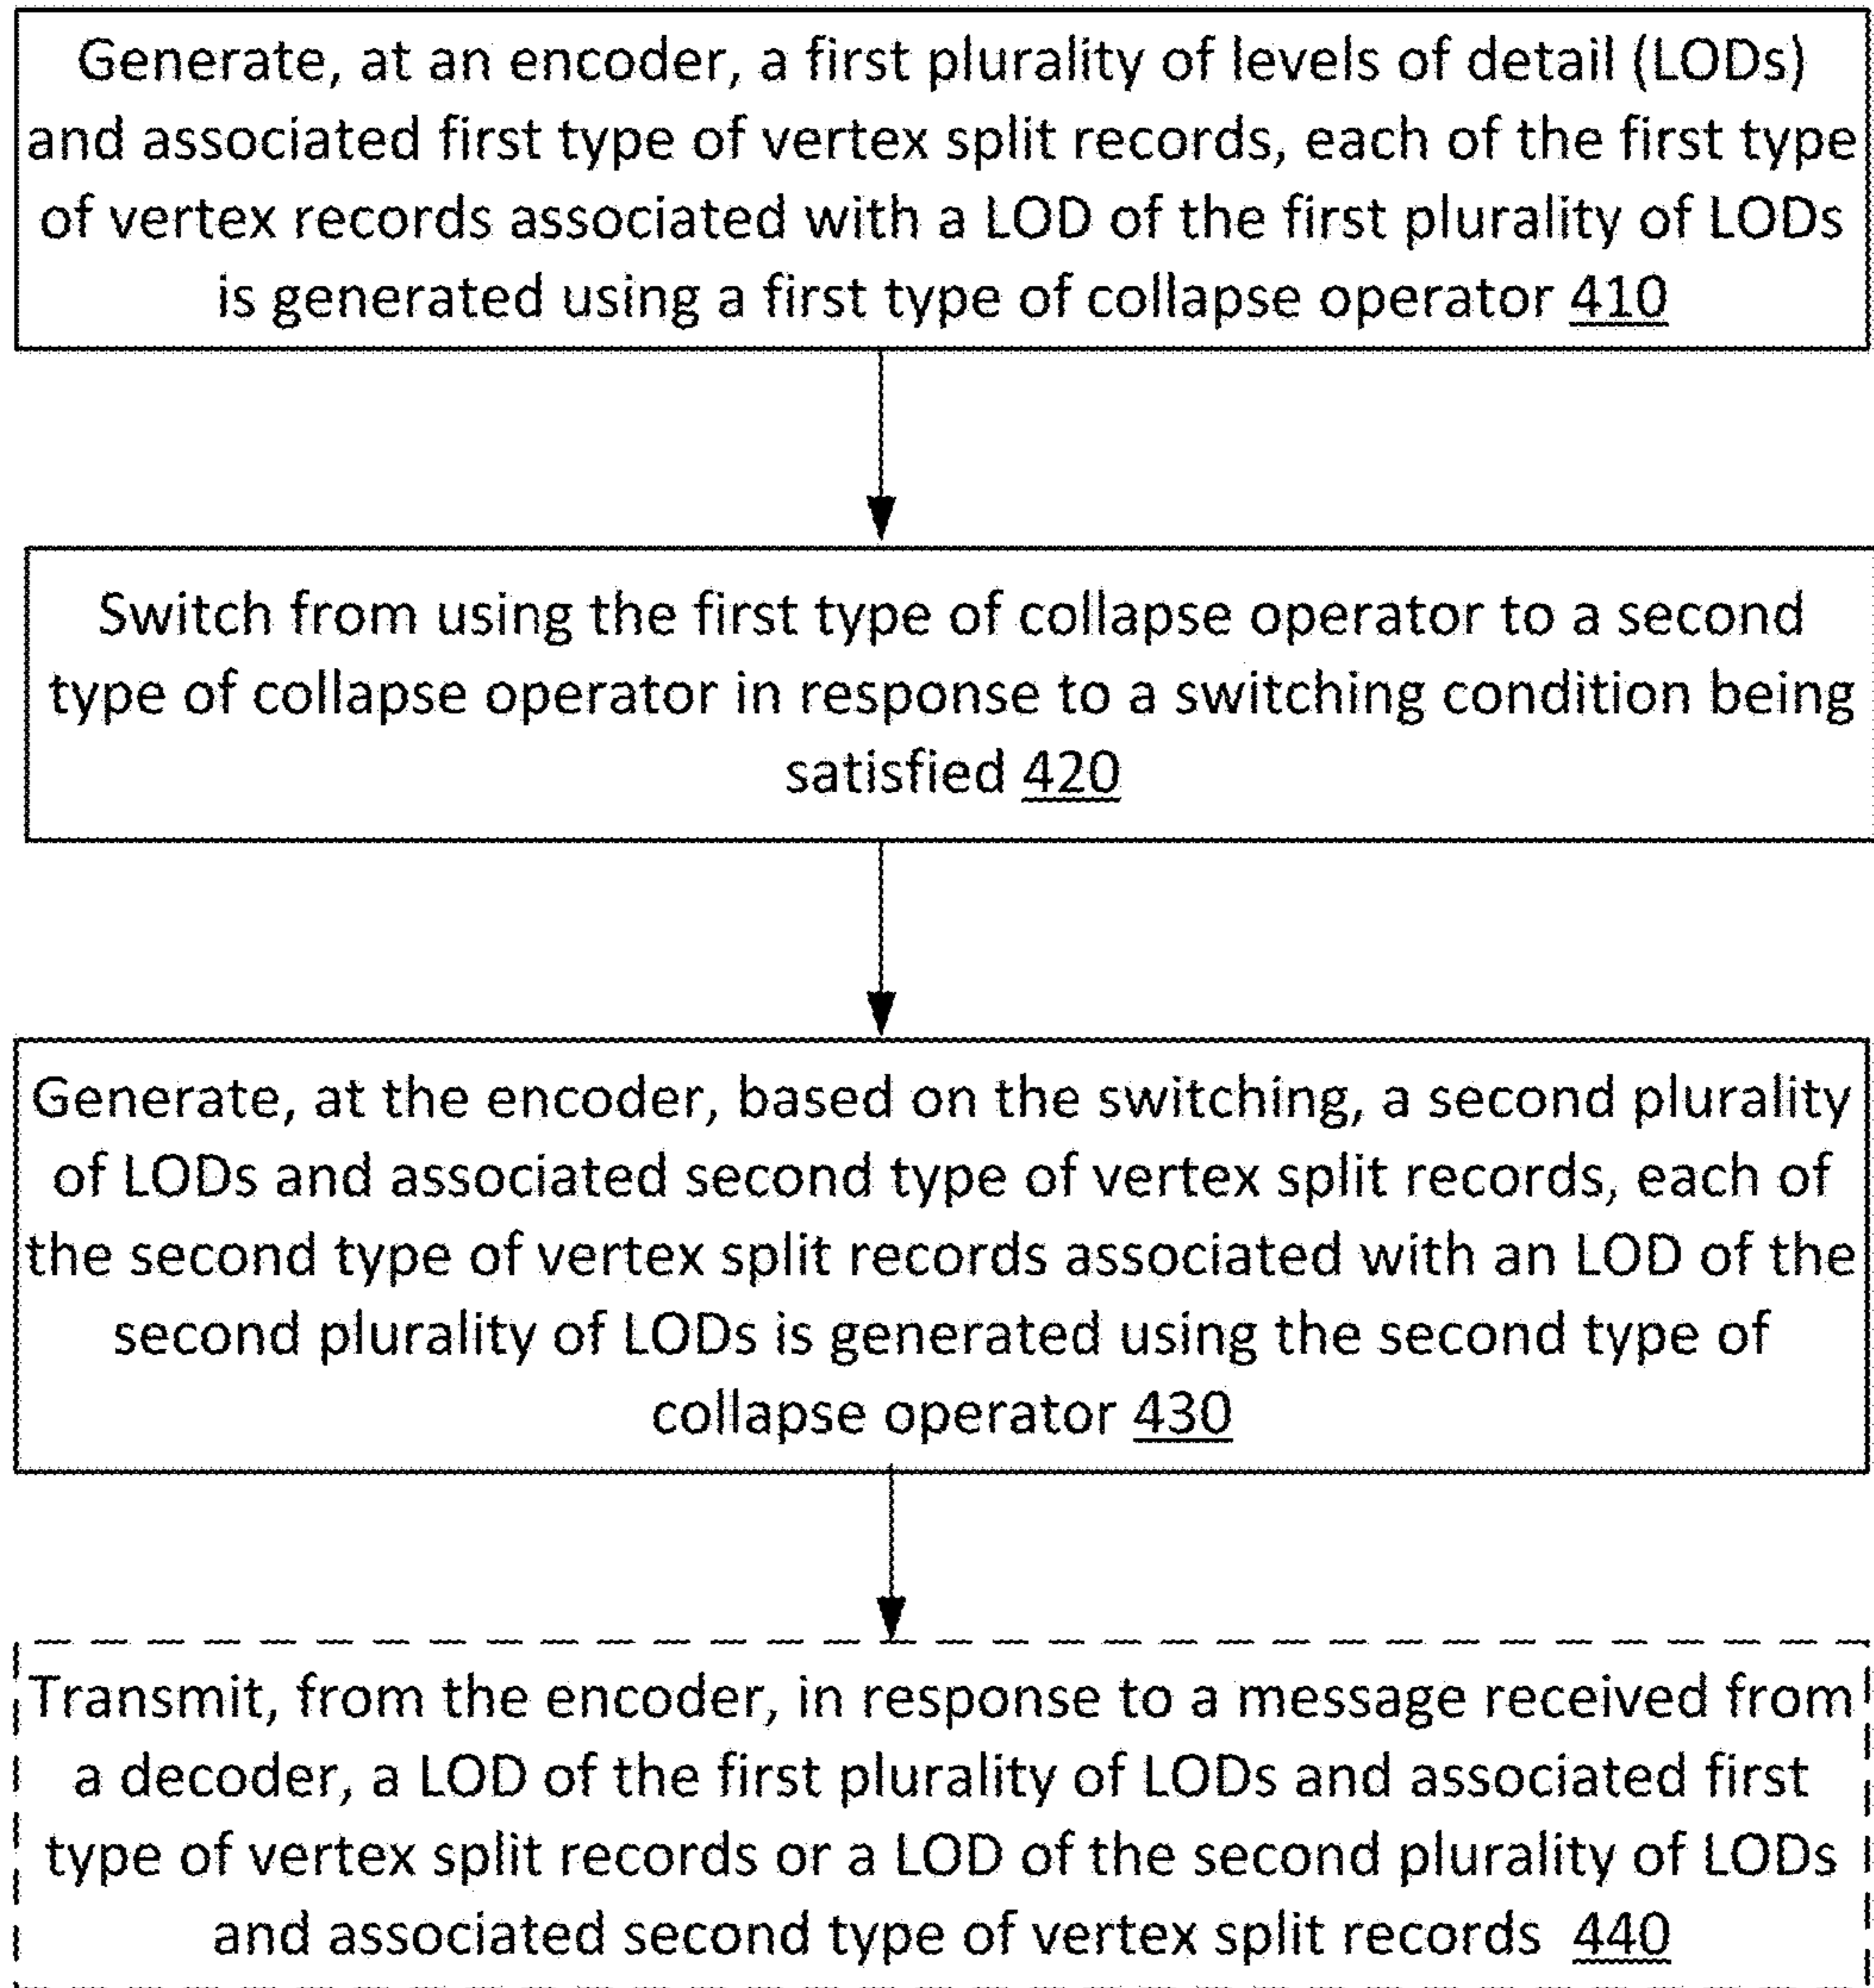 Generate, at an encoder, a first plurality of levels of detail (LODs)
and associated first type of vertex split records, each of the first type
of vertex records associated with a LOD of the first plurality of LODs
is generated using a first type of collapse operator 410
Switch from using the first type of collapse operator to a second
type of collapse operator in response to a switching condition being
satisfied 420
Generate, at the encoder, based on the switching, a second plurality
of LODs and associated second type of vertex split records, each of
the second type of vertex split records associated with an LOD of the
second plurality of LODs is generated using the second type of
collapse operator 430
Transmit, from the encoder, in response to a message received from
a decoder, a LOD of the first plurality of LODs and associated first
type of vertex split records or a LOD of the second plurality of LODs
and associated second type of vertex split records 440